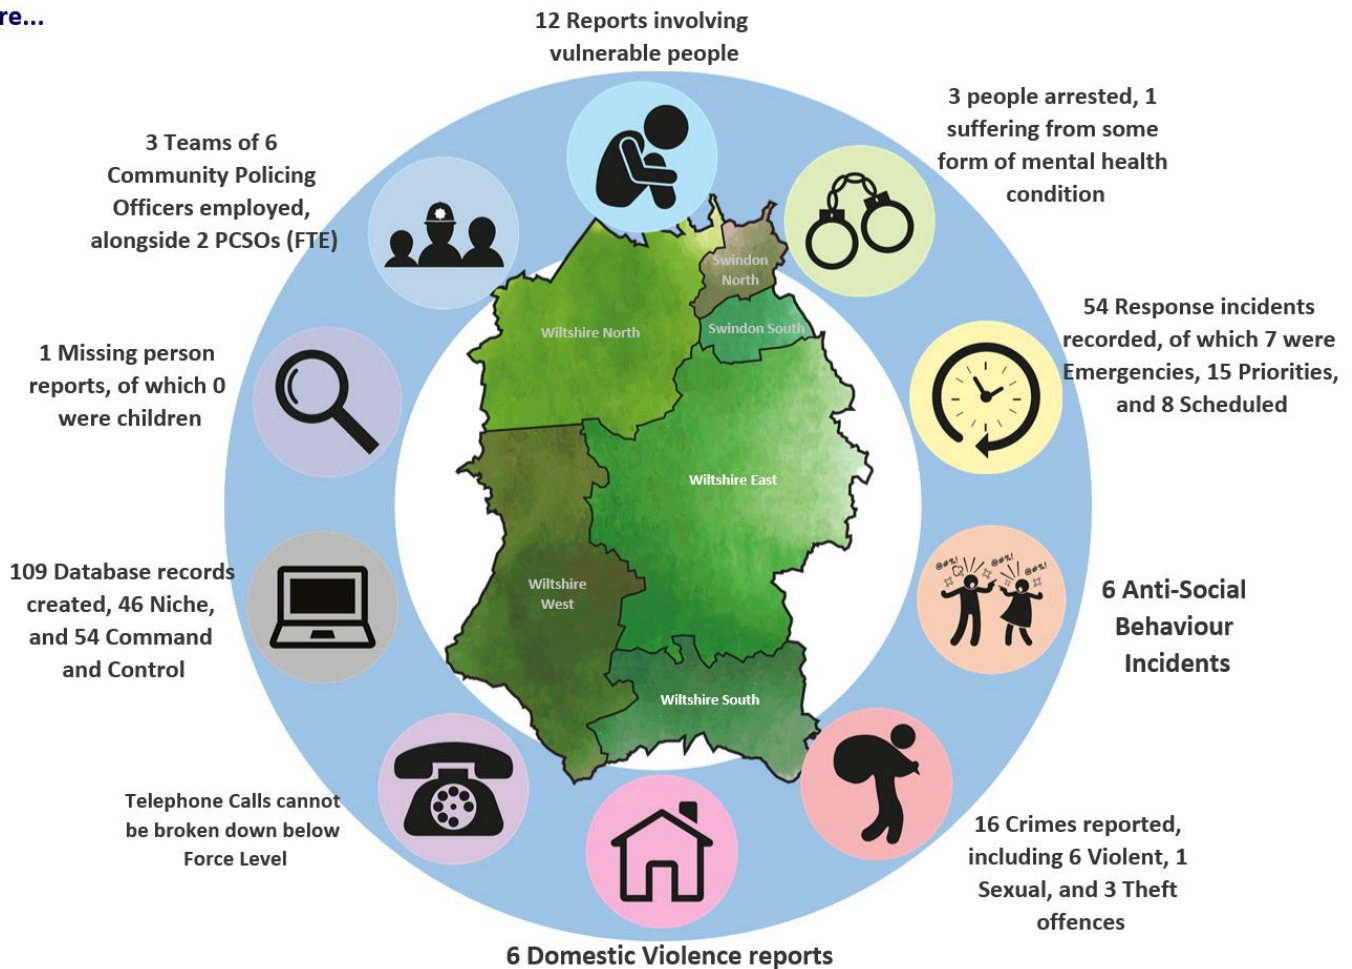 re...
12 Reports involving
vulnerable people
3 people arrested, 1
suffering from some
form of mental health
condition
3 Teams of 6
Community Policing
Officers employed,
alongside 2 PCSOs (FTE)
54 Response incidents
recorded, of which 7 were
Emergencies, 15 Priorities,
and 8 Scheduled
1 Missing person
reports, of which 0
were children
109 Database records
created, 46 Niche,
and 54 Command
and Control
6 Anti-Social
Behaviour
Incidents
Telephone Calls cannot
be broken down below
Force Level
16 Crimes reported,
including 6 Violent, 1
Sexual, and 3 Theft
offences
6 Domestic Violence reports
Swindon
North
Swindon South
Wiltshire North
Wiltshire East
Wiltshire
West
Wiltshire South
@#%!
@#%!
@#%!